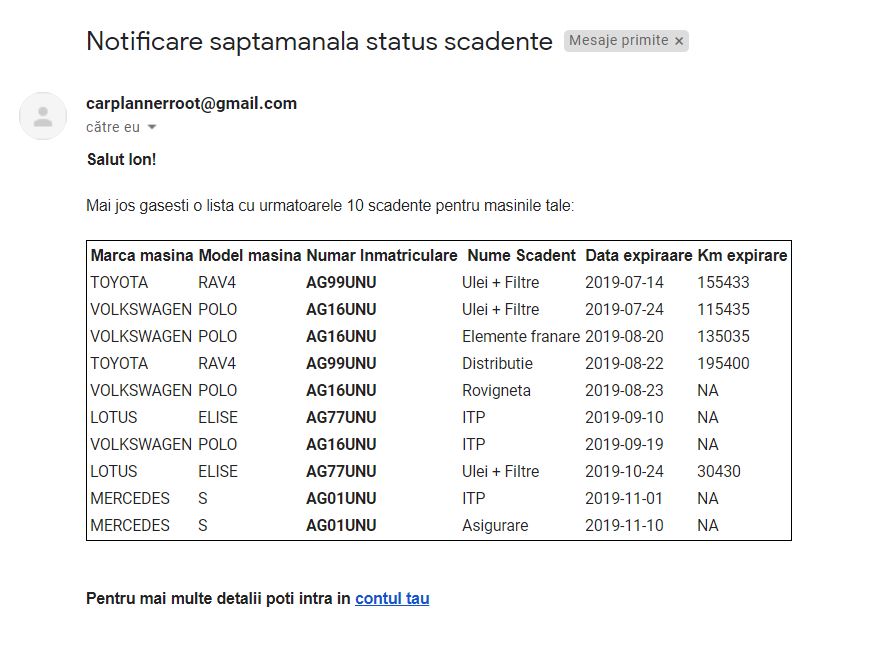 Notificare saptamanala status scadente Mesaje primite ×
carplannerroot@gmail.com
către eu
Salut Ion!
Mai jos gasesti o lista cu urmatoarele 10 scadente pentru masinile tale:
Marca masina Model masina Numar Inmatriculare Nume Scadent Data expiraare Km expirare
TOYOTA RAV4 AG99UNU Ulei + Filtre 2019-07-14 155433
VOLKSWAGEN POLO AG16UNU Ulei + Filtre 2019-07-24 115435
VOLKSWAGEN POLO AG16UNU Elemente franare 2019-08-20 135035
TOYOTA RAV4 AG99UNU Distributie 2019-08-22 195400
VOLKSWAGEN POLO AG16UNU Rovigneta 2019-08-23 NA
LOTUS ELISE AG77UNU ITP 2019-09-10 NA
VOLKSWAGEN POLO AG16UNU ITP 2019-09-19 NA
LOTUS ELISE AG77UNU Ulei + Filtre 2019-10-24 30430
MERCEDES S AG01UNU ITP 2019-11-01 NA
MERCEDES S AG01UNU Asigurare 2019-11-10 NA
Pentru mai multe detalii poti intra in contul tau